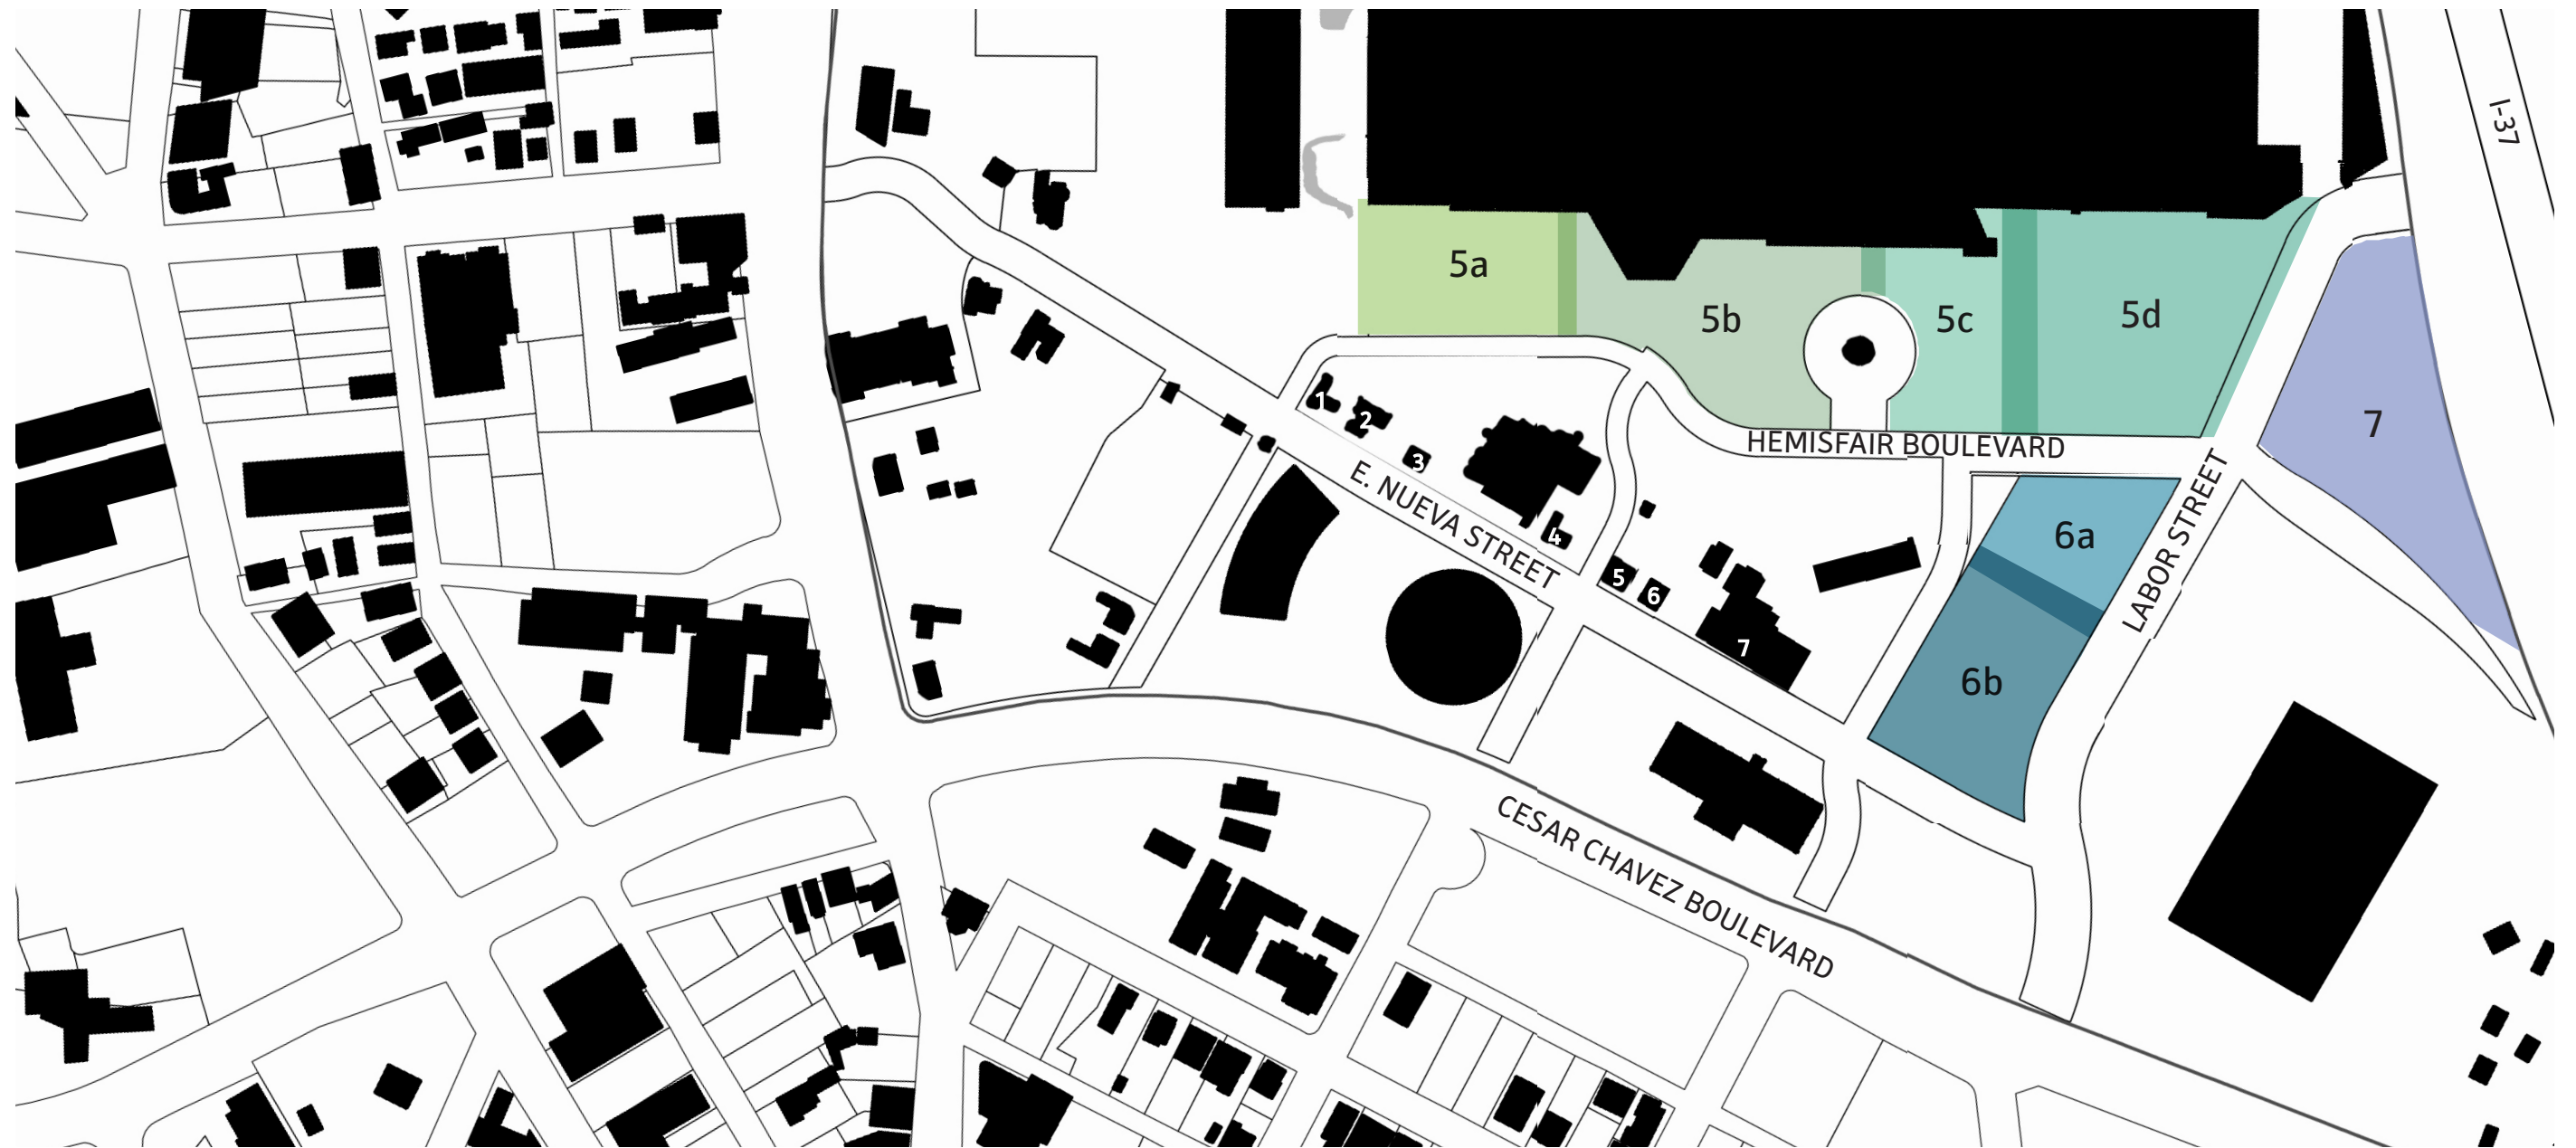 I-37
5a
5b
5c
5d
7
1
2
3
4
5
6
7
HEMISFAIR BOULEVARD
E. NUEVA STREET
LABOR STREET
6a
6b
CESAR CHAVEZ BOULEVARD